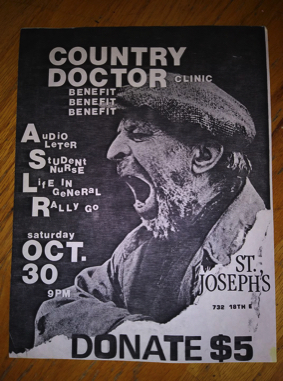 COUNTRY
DOCTOR CLINIC
BENEFIT
BENEFIT
BENEFIT
AUDIO
LETER
STUDENT
NURSE
LIFE IN
GENERAL
RALLY GO
saturday
OCT.
30
9PM
ST.
JOSEPH'S
732 18TH E
DONATE $5